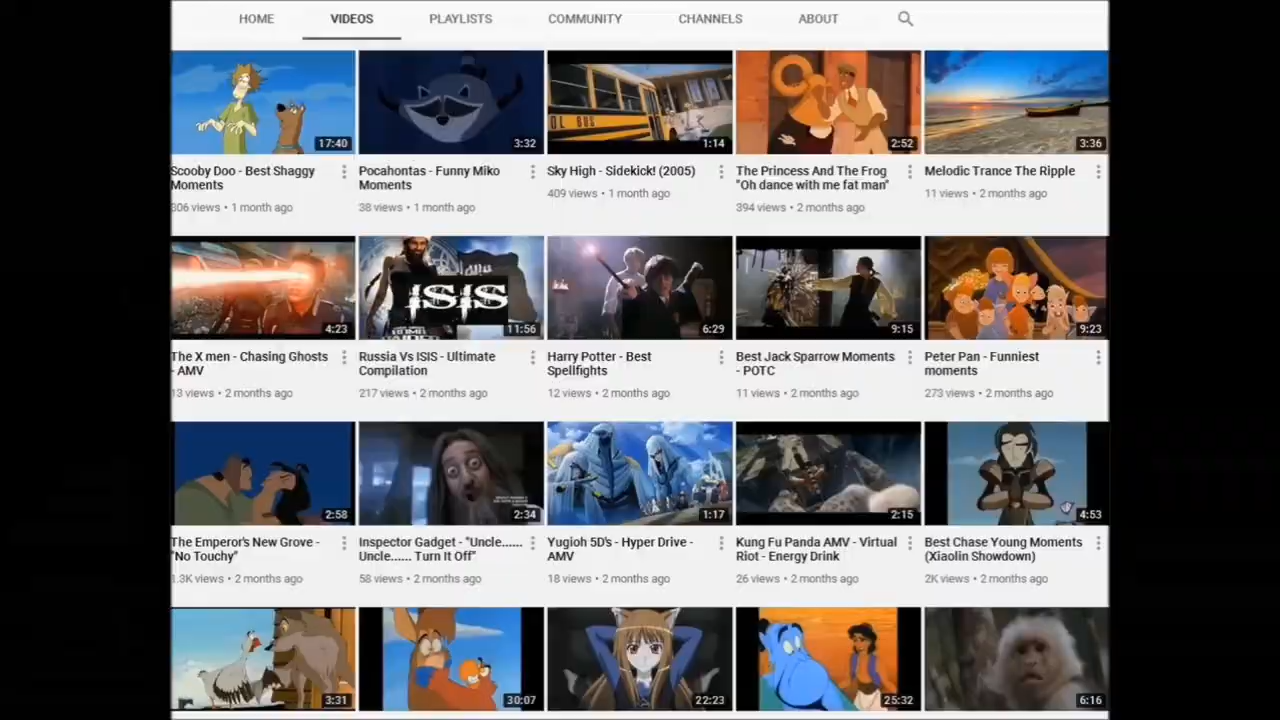 HOME VIDEOS PLAYLISTS COMMUNITY CHANNELS ABOUT
OL BUS
ISIS
17:40 3:32 1:14 2:52 3:36
Scooby Doo - Best Shaggy
Moments
306 views • 1 month ago
Pocahontas - Funny Miko
Moments
38 views • 1 month ago
Sky High - Sidekick! (2005)
409 views • 1 month ago
The Princess And The Frog
"Oh dance with me fat man"
394 views • 2 months ago
Melodic Trance The Ripple
11 views • 2 months ago
4:23 11:56 6:29 9:15 9:23
The X men - Chasing Ghosts
- AMV
13 views • 2 months ago
Russia Vs ISIS - Ultimate
Compilation
217 views • 2 months ago
Harry Potter - Best
Spellfights
12 views • 2 months ago
Best Jack Sparrow Moments
- POTC
11 views • 2 months ago
Peter Pan - Funniest
moments
273 views • 2 months ago
2:58 2:34 1:17 2:15 4:53
The Emperor's New Grove -
"No Touchy"
1.3K views • 2 months ago
Inspector Gadget - "Uncle......
Uncle...... Turn It Off"
58 views • 2 months ago
Yugioh 5D's - Hyper Drive -
AMV
18 views • 2 months ago
Kung Fu Panda AMV - Virtual
Riot - Energy Drink
26 views • 2 months ago
Best Chase Young Moments
(Xiaolin Showdown)
2K views • 2 months ago
3:31 30:07 22:23 25:32 6:16